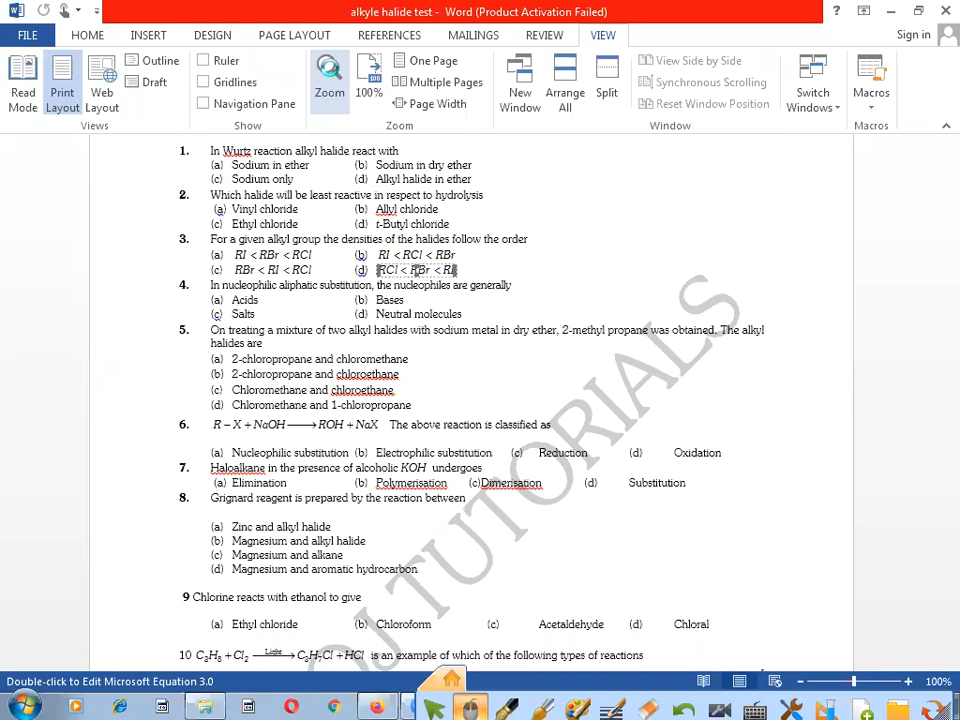 alkyle halide test - Word (Product Activation Failed)
FILE HOME INSERT DESIGN PAGE LAYOUT REFERENCES MAILINGS REVIEW VIEW Sign in
Read Mode
Print Layout
Web Layout
Outline
Draft
Views
Ruler
Gridlines
Navigation Pane
Show
Zoom
100%
One Page
Multiple Pages
Page Width
Zoom
New Window
Arrange All
Split
View Side by Side
Synchronous Scrolling
Reset Window Position
Window
Switch Windows
Macros
Macros
1. In Wurtz reaction alkyl halide react with
(a) Sodium in ether (b) Sodium in dry ether
(c) Sodium only (d) Alkyl halide in ether
2. Which halide will be least reactive in respect to hydrolysis
(a) Vinyl chloride (b) Allyl chloride
(c) Ethyl chloride (d) t-Butyl chloride
3. For a given alkyl group the densities of the halides follow the order
(a) RI < RBr < RCl (b) RI < RCl < RBr
(c) RBr < RI < RCl (d) RCl < RBr < RI
4. In nucleophilic aliphatic substitution, the nucleophiles are generally
(a) Acids (b) Bases
(c) Salts (d) Neutral molecules
5. On treating a mixture of two alkyl halides with sodium metal in dry ether, 2-methyl propane was obtained. The alkyl
halides are
(a) 2-chloropropane and chloromethane
(b) 2-chloropropane and chloroethane
(c) Chloromethane and chloroethane
(d) Chloromethane and 1-chloropropane
6. R – X + NaOH ⟶ ROH + NaX The above reaction is classified as
(a) Nucleophilic substitution (b) Electrophilic substitution (c) Reduction (d) Oxidation
7. Haloalkane in the presence of alcoholic KOH undergoes
(a) Elimination (b) Polymerisation (c)Dimerisation (d) Substitution
8. Grignard reagent is prepared by the reaction between
(a) Zinc and alkyl halide
(b) Magnesium and alkyl halide
(c) Magnesium and alkane
(d) Magnesium and aromatic hydrocarbon
9 Chlorine reacts with ethanol to give
(a) Ethyl chloride (b) Chloroform (c) Acetaldehyde (d) Chloral
10 C₃H₈ + Cl₂ —Light→ C₃H₇Cl + HCl is an example of which of the following types of reactions
OJ TUTORIALS
Double-click to Edit Microsoft Equation 3.0 100%